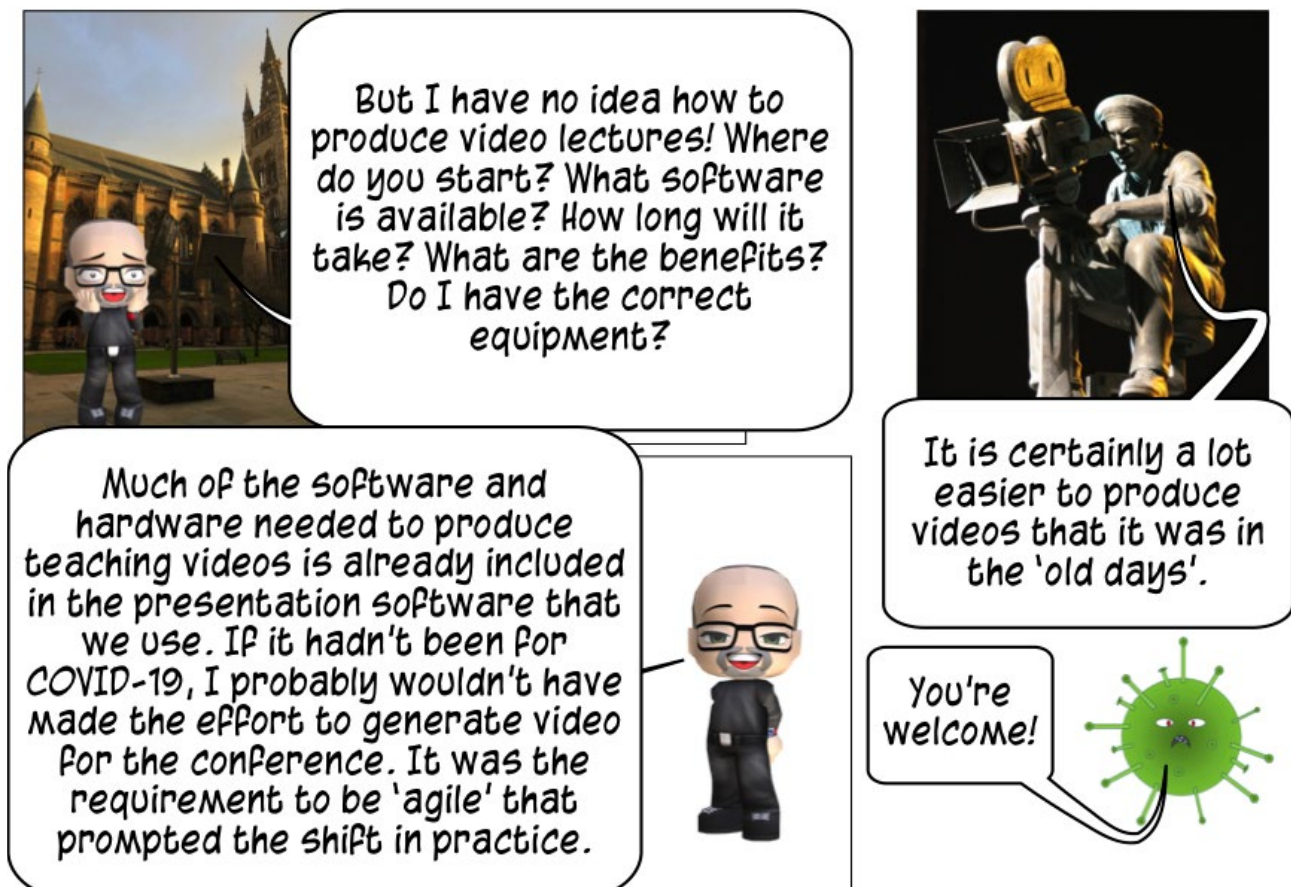 But I have no idea how to
produce video lectures! Where
do you start? What software
is available? How long will it
take? What are the benefits?
Do I have the correct
equipment?
It is certainly a lot
easier to produce
videos that it was in
the ‘old days’.
Much of the software and
hardware needed to produce
teaching videos is already included
in the presentation software that
we use. If it hadn't been for
COVID-19, I probably wouldn't have
made the effort to generate video
for the conference. It was the
requirement to be ‘agile’ that
prompted the shift in practice.
You're
welcome!